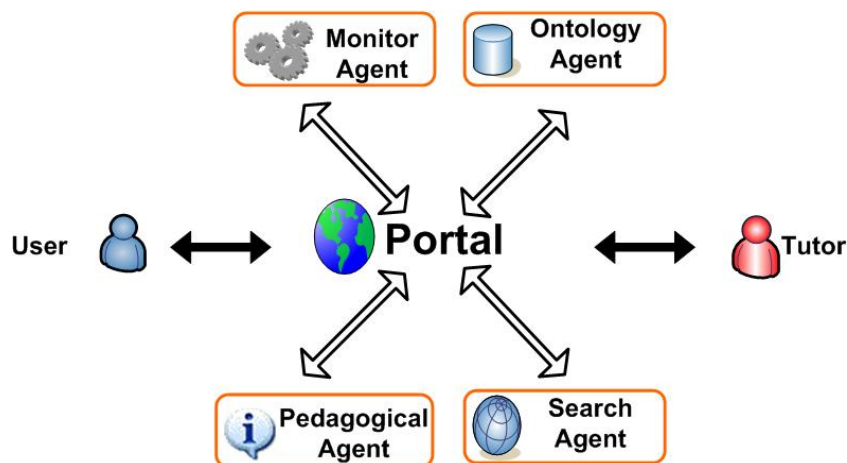 Monitor
Agent
Ontology
Agent
User
Portal
Tutor
Pedagogical
Agent
Search
Agent